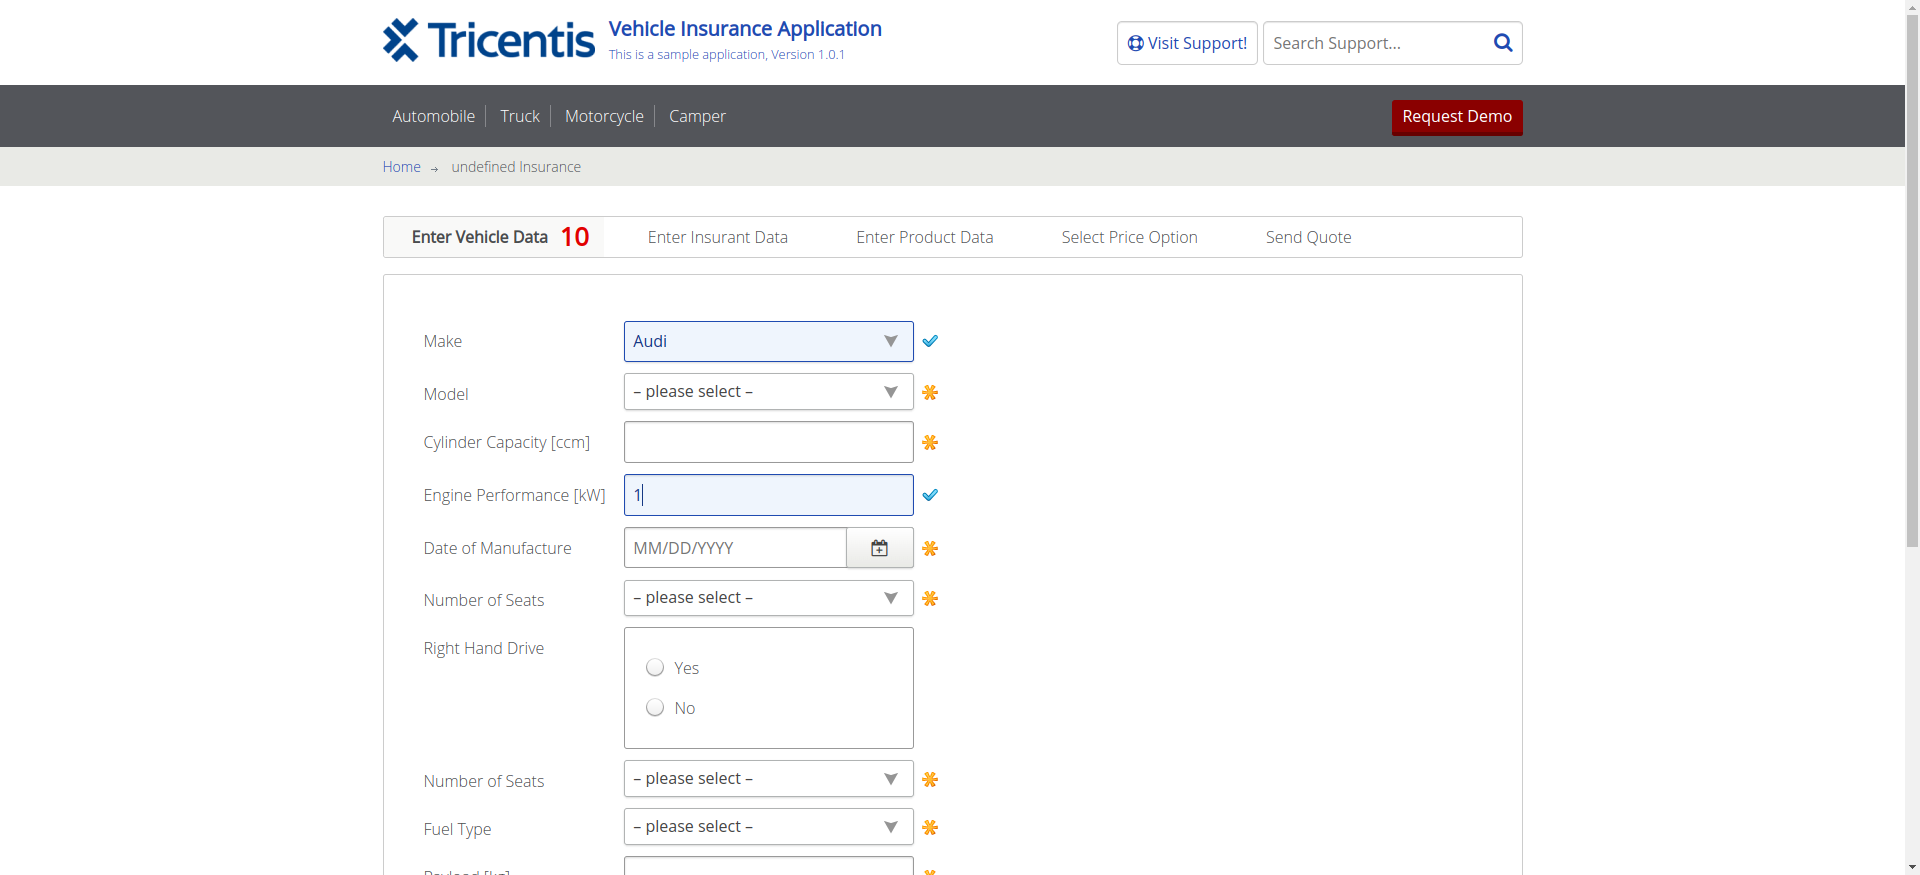 Tricentis
Vehicle Insurance Application
This is a sample application, Version 1.0.1
Visit Support!
Search Support...
Automobile
Truck
Motorcycle
Camper
Request Demo
Home → undefined Insurance
Enter Vehicle Data 10
Enter Insurant Data
Enter Product Data
Select Price Option
Send Quote
Make
Audi
Model
– please select –
Cylinder Capacity [ccm]
Engine Performance [kW]
1
Date of Manufacture
MM/DD/YYYY
Number of Seats
– please select –
Right Hand Drive
Yes
No
Number of Seats
– please select –
Fuel Type
– please select –
Payload [kg]